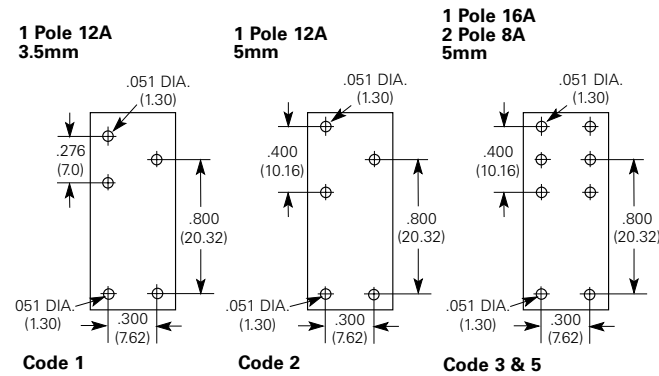 1 Pole 12A
3.5mm
.051 DIA.
(1.30)
.276
(7.0)
.800
(20.32)
051 DIA.
(1.30)
.300
(7.62)
Code 1
1 Pole 12A
5mm
.051 DIA.
(1.30)
.400
(10.16)
.800
(20.32)
.051 DIA.
(1.30)
.300
(7.62)
Code 2
1 Pole 16A
2 Pole 8A
5mm
.051 DIA.
(1.30)
.400
(10.16)
.800
(20.32)
.051 DIA.
(1.30)
.300
(7.62)
Code 3 & 5